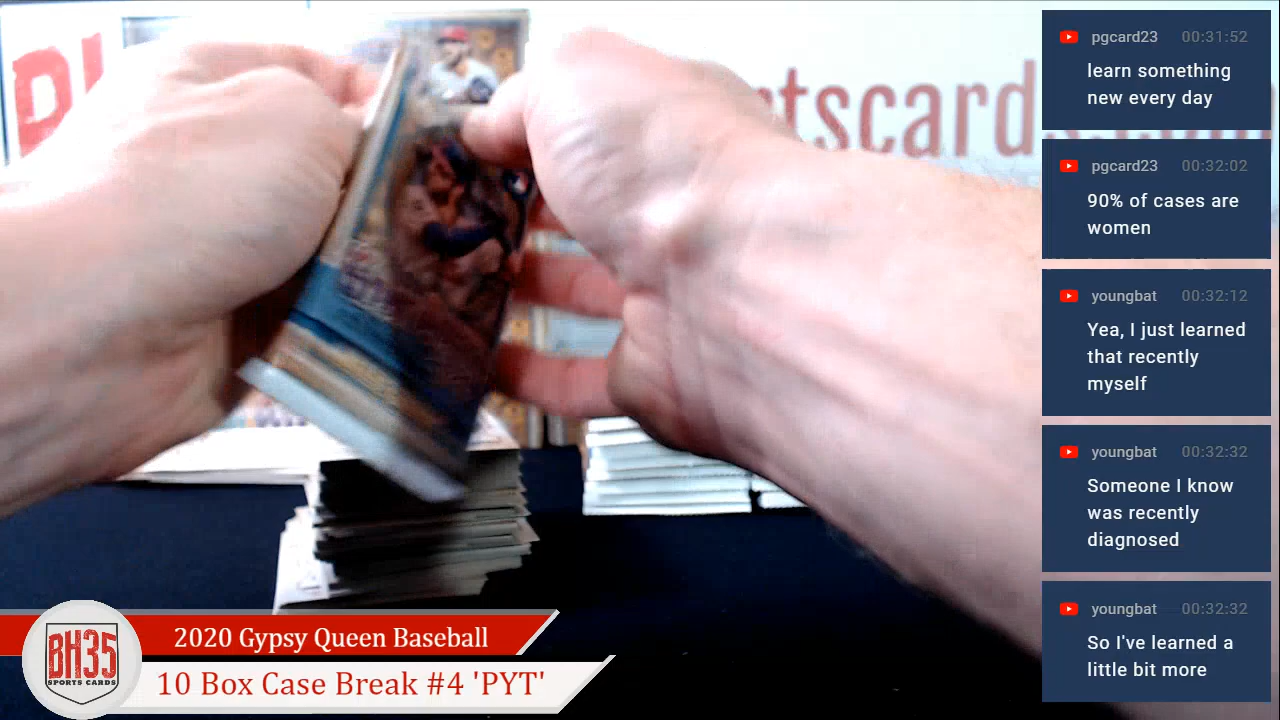 rtscards.com
pgcard23 00:31:52
learn something
new every day
pgcard23 00:32:02
90% of cases are
women
youngbat 00:32:12
Yea, I just learned
that recently
myself
youngbat 00:32:32
Someone I know
was recently
diagnosed
youngbat 00:32:32
So I've learned a
little bit more
BH35
SPORTS CARDS
2020 Gypsy Queen Baseball
10 Box Case Break #4 'PYT'